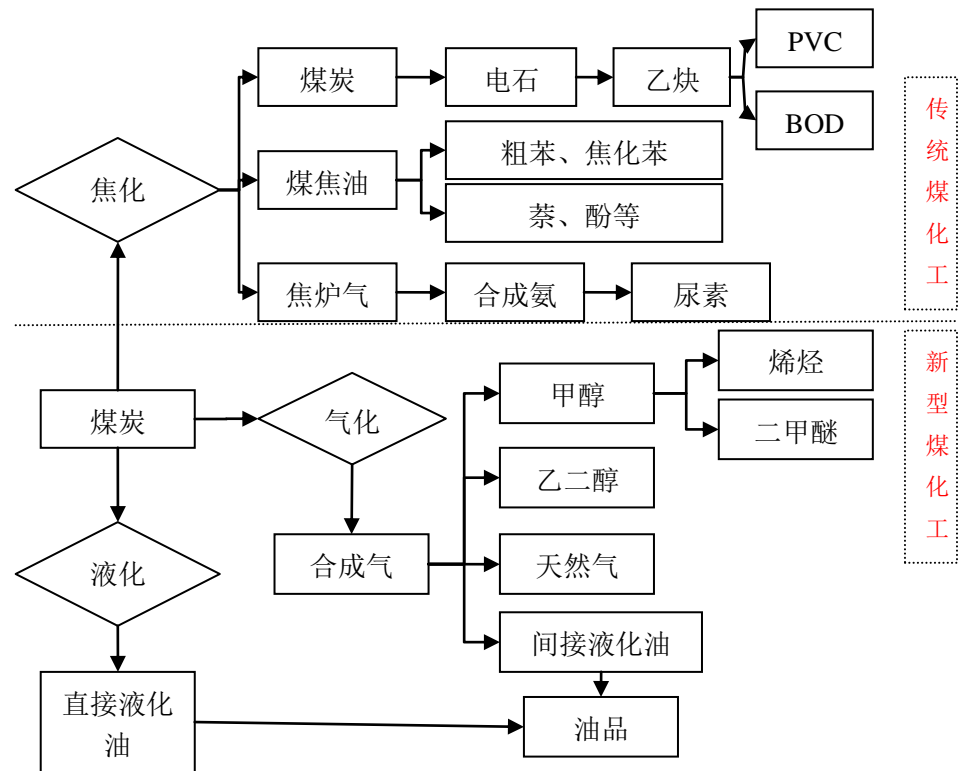 PVC
煤炭
电石
乙炔
BOD
粗苯、焦化苯
焦化
煤焦油
萘、酚等
焦炉气
合成氨
尿素
传
统
煤
化
工
烯烃
甲醇
煤炭
气化
二甲醚
乙二醇
液化
合成气
天然气
间接液化油
直接液化
油
油品
新
型
煤
化
工